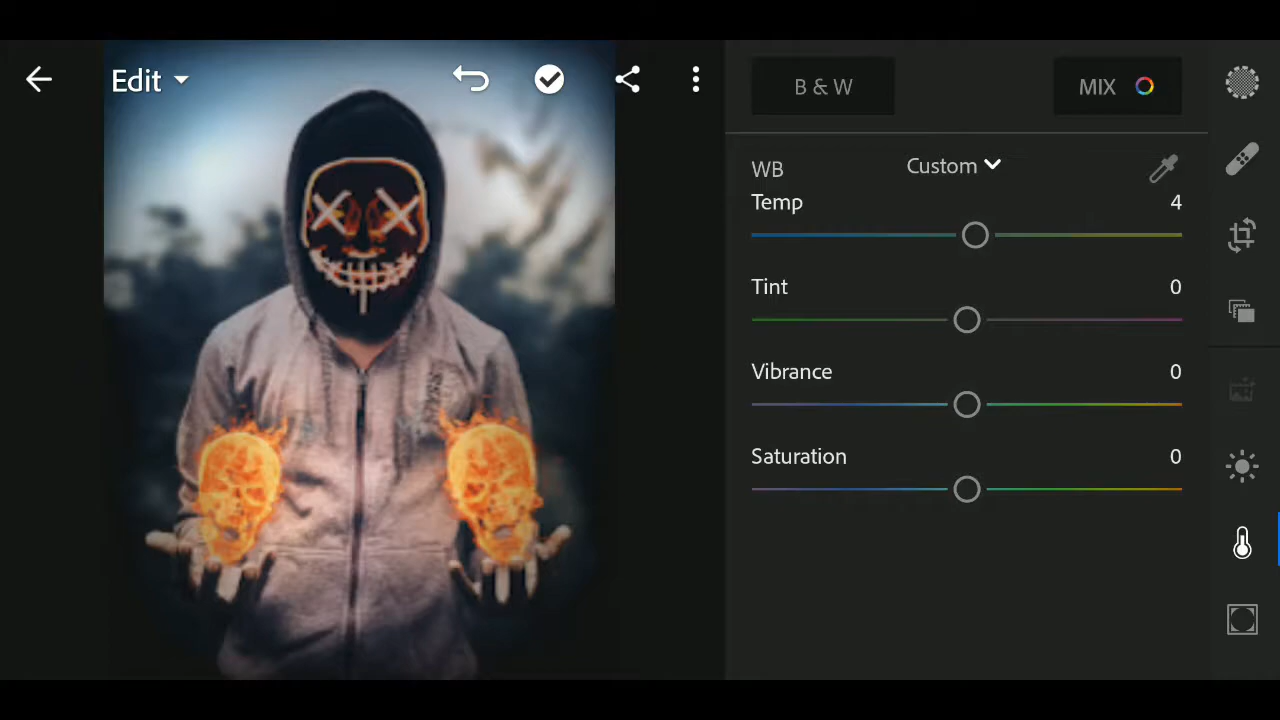 Edit
B & W
MIX
WB
Custom
Temp
4
Tint
0
Vibrance
0
Saturation
0